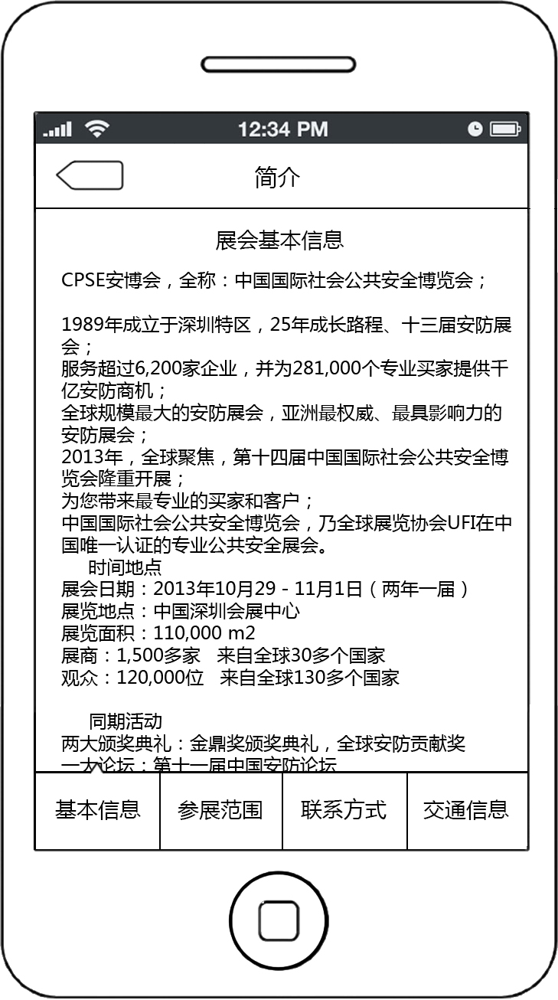 12:34 PM
简介
展会基本信息
CPSE安博会，全称：中国国际社会公共安全博览会；
1989年成立于深圳特区，25年成长路程、十三届安防展
会；
服务超过6,200家企业，并为281,000个专业买家提供千
亿安防商机；
全球规模最大的安防展会，亚洲最权威、最具影响力的
安防展会；
2013年，全球聚焦，第十四届中国国际社会公共安全博
览会隆重开展；
为您带来最专业的买家和客户；
中国国际社会公共安全博览会，乃全球展览协会UFI在中
国唯一认证的专业公共安全展会。
时间地点
展会日期：2013年10月29 - 11月1日（两年一届）
展览地点：中国深圳会展中心
展览面积：110,000 m2
展商：1,500多家 来自全球30多个国家
观众：120,000位 来自全球130多个国家
同期活动
两大颁奖典礼：金鼎奖颁奖典礼，全球安防贡献奖
一大论坛：第十一届中国安防论坛
基本信息 参展范围 联系方式 交通信息